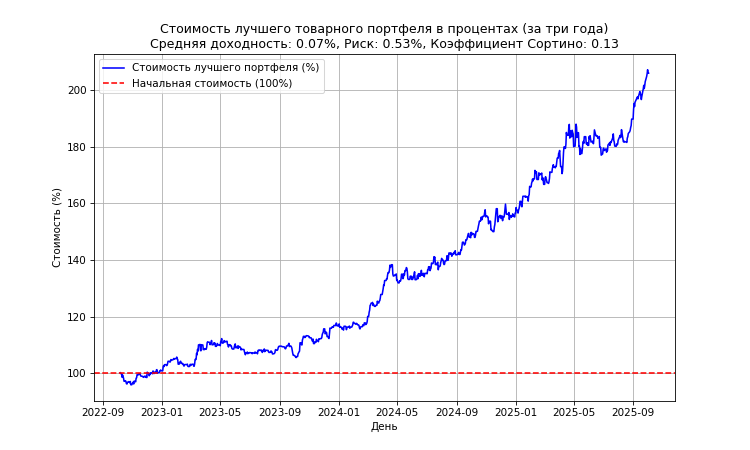 Стоимость лучшего товарного портфеля в процентах (за три года)
Средняя доходность: 0.07%, Риск: 0.53%, Коэффициент Сортино: 0.13
Стоимость лучшего портфеля (%)
Начальная стоимость (100%)
Стоимость (%)
200
180
160
140
120
100
2022-09 2023-01 2023-05 2023-09 2024-01 2024-05 2024-09 2025-01 2025-05 2025-09
День